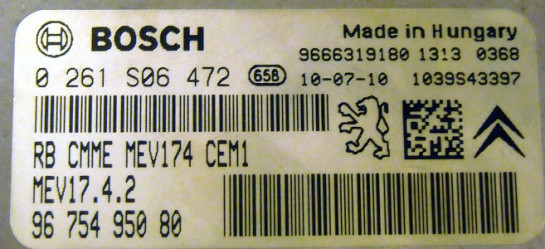 BOSCH
Made in Hungary
9666319180 1313 0368
0 261 S06 472 658 10-07-10 1039S43397
RB CMME MEV174 CEM1
MEV17.4.2
96 754 950 80